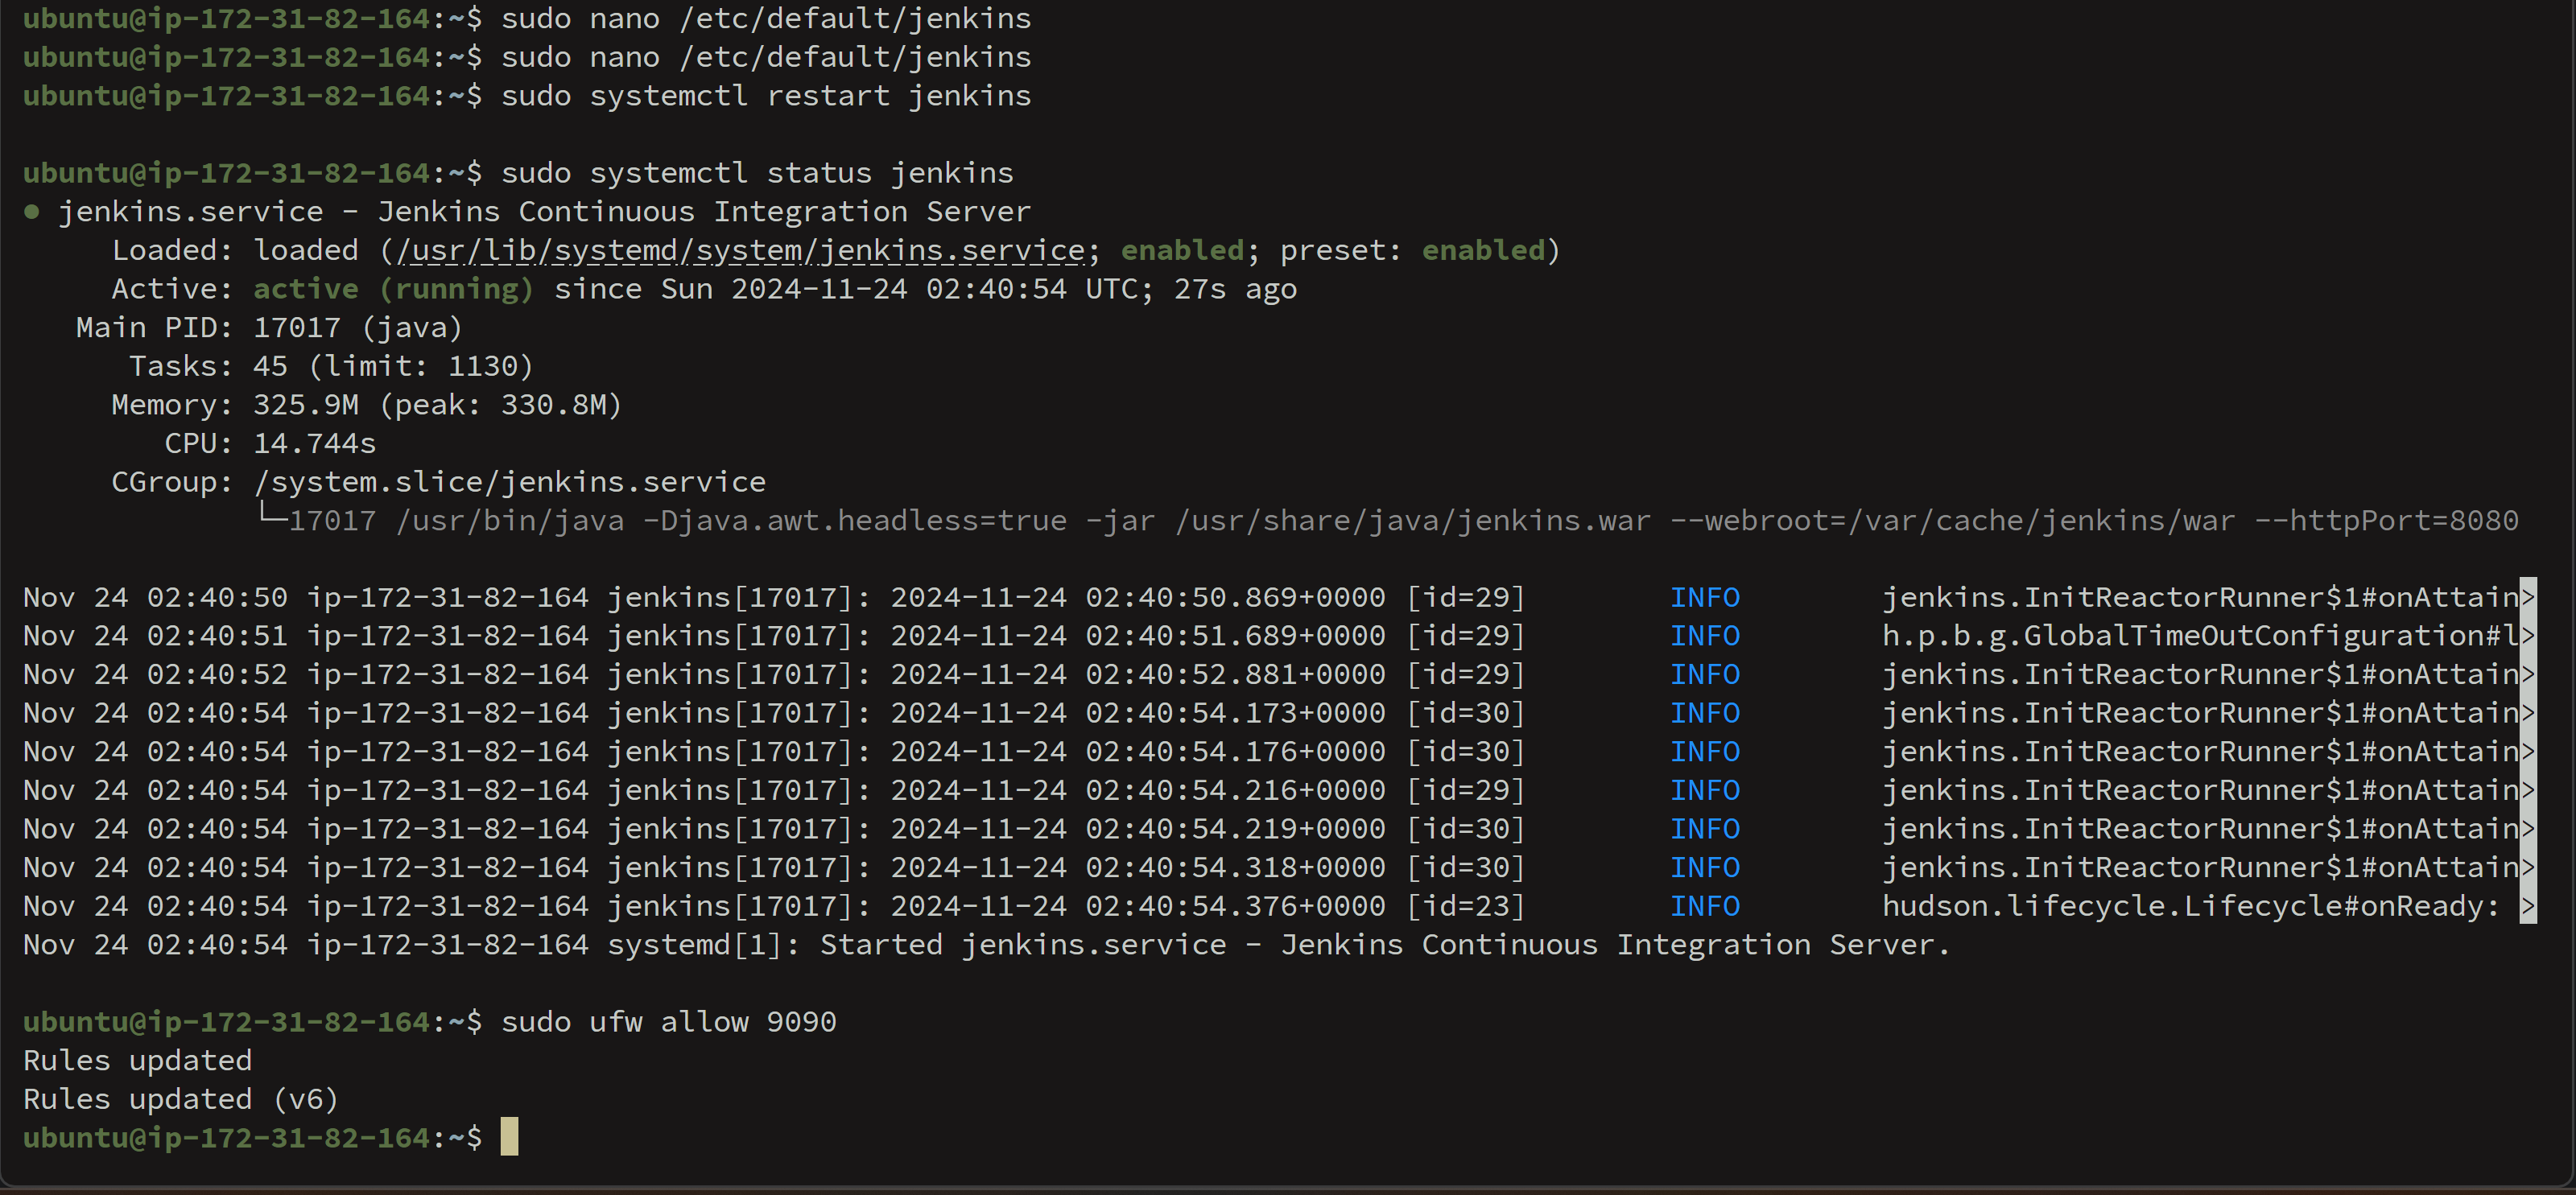 ubuntu@ip-172-31-82-164:~$ sudo nano /etc/default/jenkins
ubuntu@ip-172-31-82-164:~$ sudo nano /etc/default/jenkins
ubuntu@ip-172-31-82-164:~$ sudo systemctl restart jenkins
ubuntu@ip-172-31-82-164:~$ sudo systemctl status jenkins
● jenkins.service - Jenkins Continuous Integration Server
Loaded: loaded (/usr/lib/systemd/system/jenkins.service; enabled; preset: enabled)
Active: active (running) since Sun 2024-11-24 02:40:54 UTC; 27s ago
Main PID: 17017 (java)
Tasks: 45 (limit: 1130)
Memory: 325.9M (peak: 330.8M)
CPU: 14.744s
CGroup: /system.slice/jenkins.service
└─17017 /usr/bin/java -Djava.awt.headless=true -jar /usr/share/java/jenkins.war --webroot=/var/cache/jenkins/war --httpPort=8080
Nov 24 02:40:50 ip-172-31-82-164 jenkins[17017]: 2024-11-24 02:40:50.869+0000 [id=29] INFO jenkins.InitReactorRunner$1#onAttain>
Nov 24 02:40:51 ip-172-31-82-164 jenkins[17017]: 2024-11-24 02:40:51.689+0000 [id=29] INFO h.p.b.g.GlobalTimeOutConfiguration#l>
Nov 24 02:40:52 ip-172-31-82-164 jenkins[17017]: 2024-11-24 02:40:52.881+0000 [id=29] INFO jenkins.InitReactorRunner$1#onAttain>
Nov 24 02:40:54 ip-172-31-82-164 jenkins[17017]: 2024-11-24 02:40:54.173+0000 [id=30] INFO jenkins.InitReactorRunner$1#onAttain>
Nov 24 02:40:54 ip-172-31-82-164 jenkins[17017]: 2024-11-24 02:40:54.176+0000 [id=30] INFO jenkins.InitReactorRunner$1#onAttain>
Nov 24 02:40:54 ip-172-31-82-164 jenkins[17017]: 2024-11-24 02:40:54.216+0000 [id=29] INFO jenkins.InitReactorRunner$1#onAttain>
Nov 24 02:40:54 ip-172-31-82-164 jenkins[17017]: 2024-11-24 02:40:54.219+0000 [id=30] INFO jenkins.InitReactorRunner$1#onAttain>
Nov 24 02:40:54 ip-172-31-82-164 jenkins[17017]: 2024-11-24 02:40:54.318+0000 [id=30] INFO jenkins.InitReactorRunner$1#onAttain>
Nov 24 02:40:54 ip-172-31-82-164 jenkins[17017]: 2024-11-24 02:40:54.376+0000 [id=23] INFO hudson.lifecycle.Lifecycle#onReady: >
Nov 24 02:40:54 ip-172-31-82-164 systemd[1]: Started jenkins.service - Jenkins Continuous Integration Server.
ubuntu@ip-172-31-82-164:~$ sudo ufw allow 9090
Rules updated
Rules updated (v6)
ubuntu@ip-172-31-82-164:~$